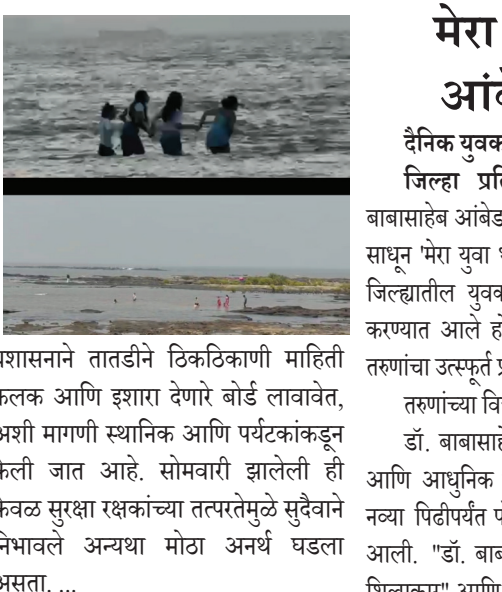 प्रशासनाने तातडीने ठिकठिकाणी माहिती
फलक आणि इशारा देणारे बोर्ड लावावेत,
अशी मागणी स्थानिक आणि पर्यटकांकडून
केली जात आहे. सोमवारी झालेली ही
केवळ सुरक्षा रक्षकांच्या तत्परतेमुळे सुदैवाने
निभावले अन्यथा मोठा अनर्थ घडला
असता. ...
मेरा
दैनिक युवक
जिल्हा
बाबासाहेब आंबेड
साधून 'मेरा युवा
जिल्ह्यातील युवक
करण्यात आले
तरुणांचा उत्स्फूर्त
तरुणांच्या
डॉ. बाबासाहे
आणि आधुनिक
नव्या पिढीपर्यंत
आली. "डॉ. बाब
आणि